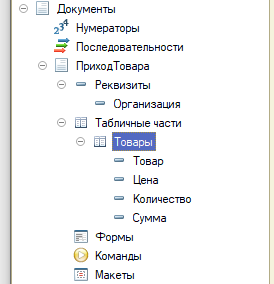 Документы
Нумераторы
Последовательности
ПриходТовара
Реквизиты
Организация
Табличные части
Товары
Товар
Цена
Количество
Сумма
Формы
Команды
Макеты